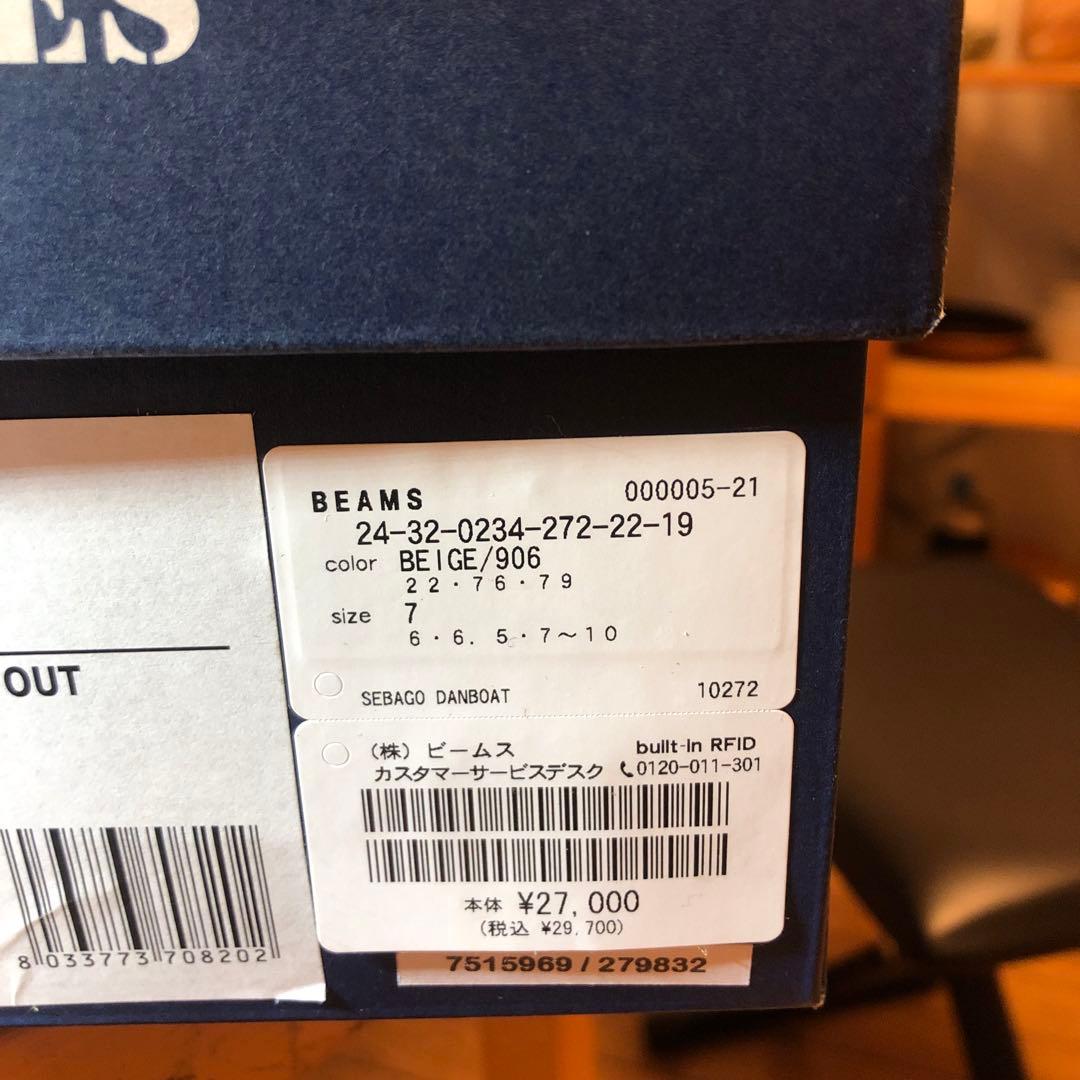 ES
OUT
8 033773 708202
BEAMS 000005-21
24-32-0234-272-22-19
color BEIGE/906
22・76・79
size 7
6・6.5・7～10
SEBAGO DANBOAT 10272
(株) ビームス built-in RFID
カスタマーサービスデスク 0120-011-301
本体 ¥27,000
(税込 ¥29,700)
7515969 / 279832